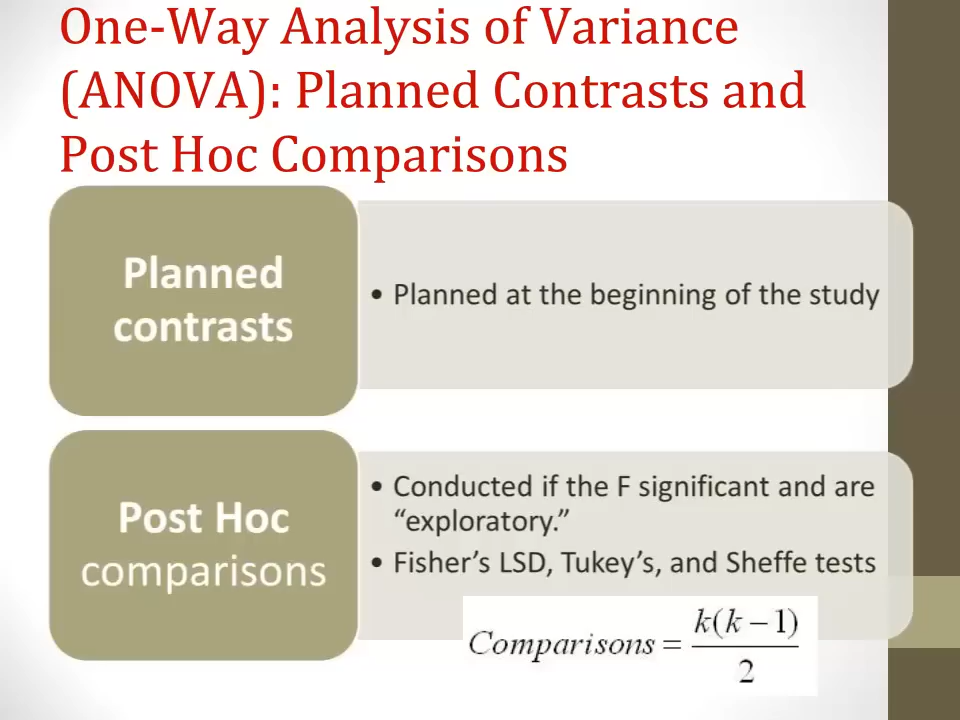 One-Way Analysis of Variance
(ANOVA): Planned Contrasts and
Post Hoc Comparisons
Planned
contrasts
• Planned at the beginning of the study
Post Hoc
comparisons
• Conducted if the F significant and are
“exploratory.”
• Fisher’s LSD, Tukey’s, and Sheffe tests
Comparisons = k(k – 1) / 2